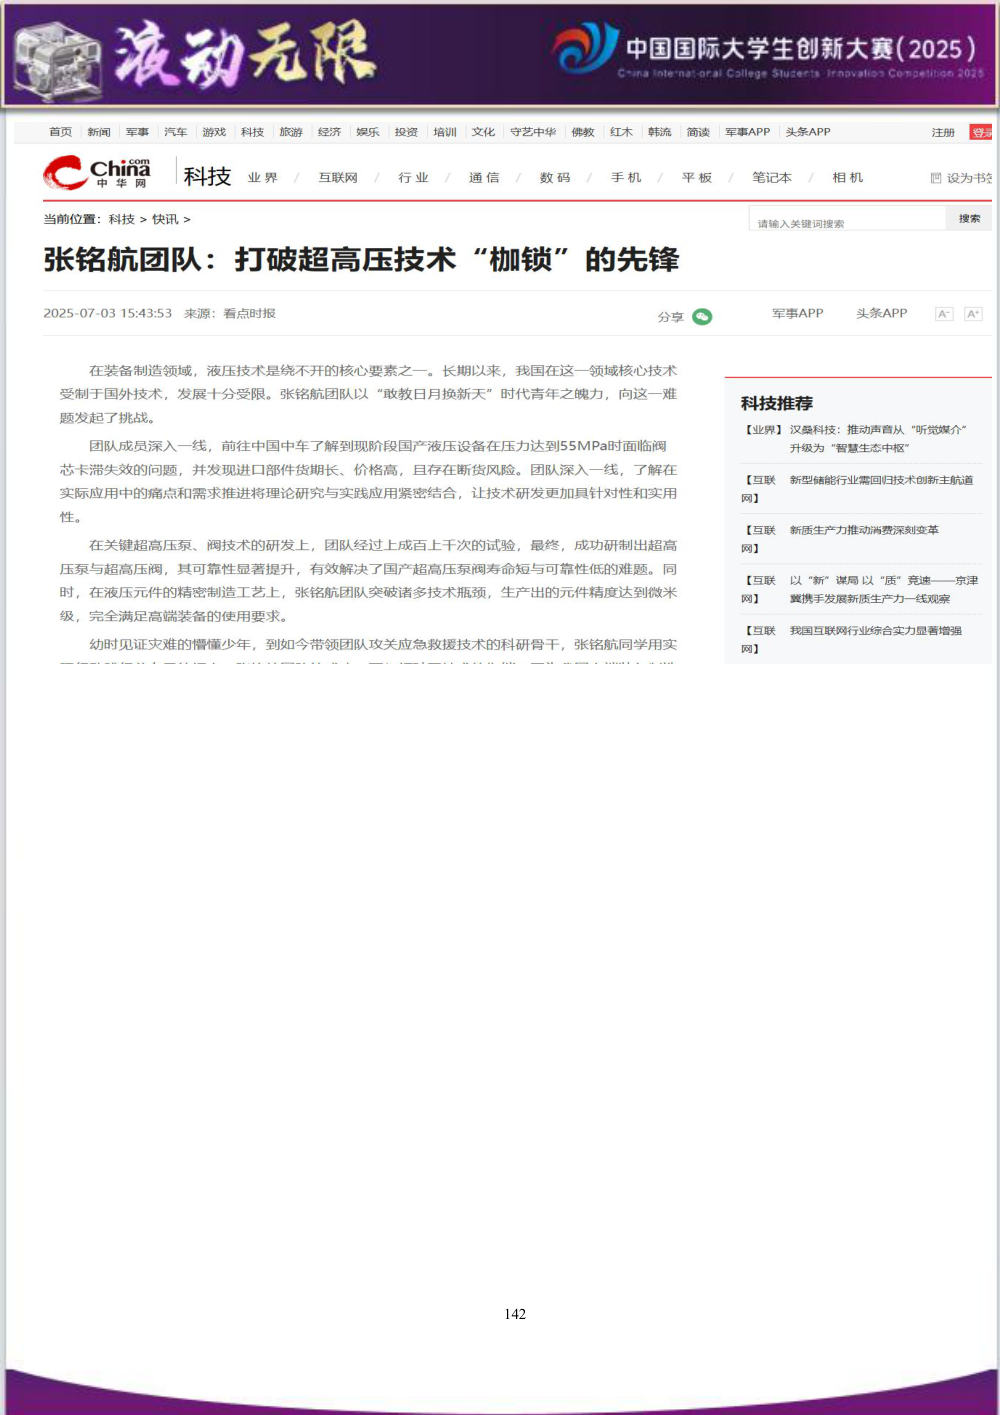 液动无限
中国国际大学生创新大赛(2025)
China International College Students Innovation Competition 2025
首页 新闻 军事 汽车 游戏 科技 旅游 经济 娱乐 投资 培训 文化 守艺中华 佛教 红木 韩流 简读 军事APP 头条APP 注册 登录
China.com
中华网
科技 业界 / 互联网 / 行业 / 通信 / 数码 / 手机 / 平板 / 笔记本 / 相机 设为书签
当前位置：科技 > 快讯 >
请输入关键词搜索 搜索
张铭航团队：打破超高压技术“枷锁”的先锋
2025-07-03 15:43:53 来源：看点时报
分享 军事APP 头条APP A- A+
在装备制造领域，液压技术是绕不开的核心要素之一。长期以来，我国在这一领域核心技术
受制于国外技术，发展十分受限。张铭航团队以“敢教日月换新天”时代青年之魄力，向这一难
题发起了挑战。
团队成员深入一线，前往中国中车了解到现阶段国产液压设备在压力达到55MPa时面临阀
芯卡滞失效的问题，并发现进口部件货期长、价格高，且存在断货风险。团队深入一线，了解在
实际应用中的痛点和需求推进将理论研究与实践应用紧密结合，让技术研发更加具针对性和实用
性。
在关键超高压泵、阀技术的研发上，团队经过上成百上千次的试验，最终，成功研制出超高
压泵与超高压阀，其可靠性显著提升，有效解决了国产超高压泵阀寿命短与可靠性低的难题。同
时，在液压元件的精密制造工艺上，张铭航团队突破诸多技术瓶颈，生产出的元件精度达到微米
级，完全满足高端装备的使用要求。
幼时见证灾难的懵懂少年，到如今带领团队攻关应急救援技术的科研骨干，张铭航同学用实
科技推荐
【业界】 汉桑科技：推动声音从“听觉媒介”
升级为“智慧生态中枢”
【互联网】 新型储能行业需回归技术创新主航道
【互联网】 新质生产力推动消费深刻变革
【互联网】 以“新”谋局 以“质”竞速——京津
冀携手发展新质生产力一线观察
【互联网】 我国互联网行业综合实力显著增强
142